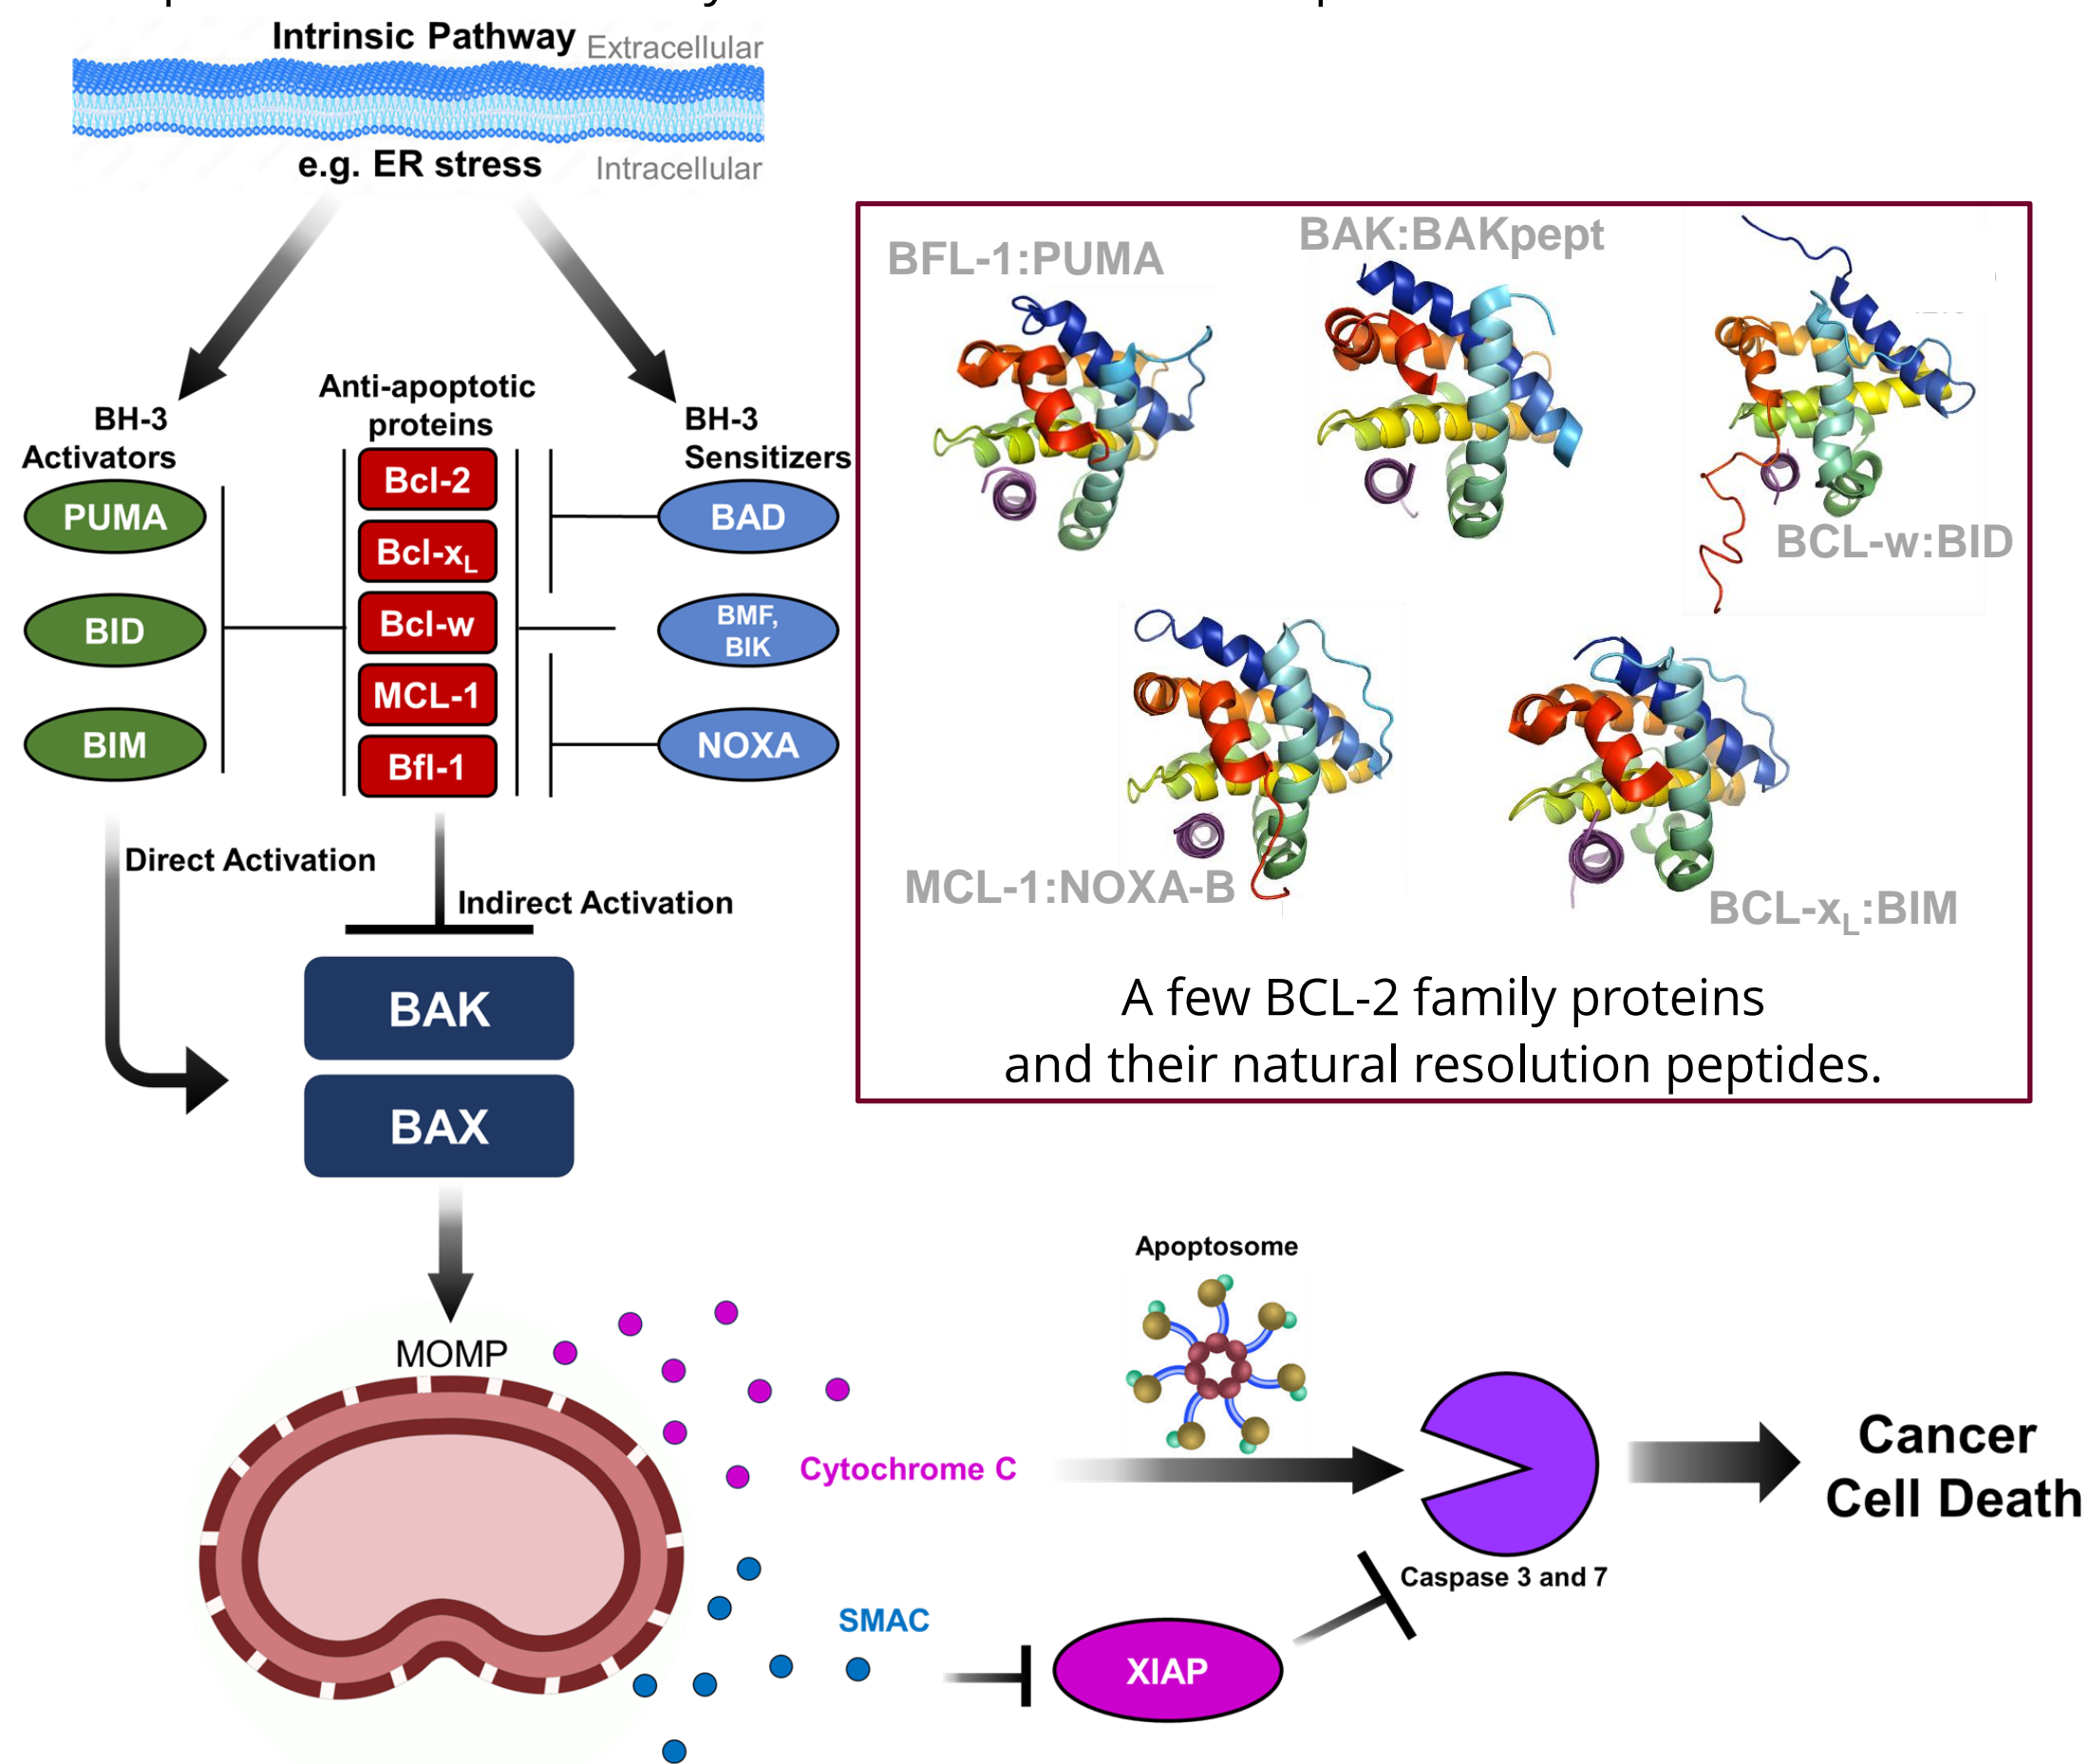 Intrinsic Pathway
Extracellular
e.g. ER stress
Intracellular
BH-3
Activators
PUMA
BID
BIM
Anti-apoptotic
proteins
Bcl-2
Bcl-xL
Bcl-w
MCL-1
Bfl-1
BH-3
Sensitizers
BAD
BMF,
BIK
NOXA
Direct Activation
Indirect Activation
BAK
BAX
BFL-1:PUMA
BAK:BAKpept
BCL-w:BID
MCL-1:NOXA-B
BCL-xL:BIM
A few BCL-2 family proteins
and their natural resolution peptides.
MOMP
Cytochrome C
Apoptosome
SMAC
XIAP
Caspase 3 and 7
Cancer
Cell Death